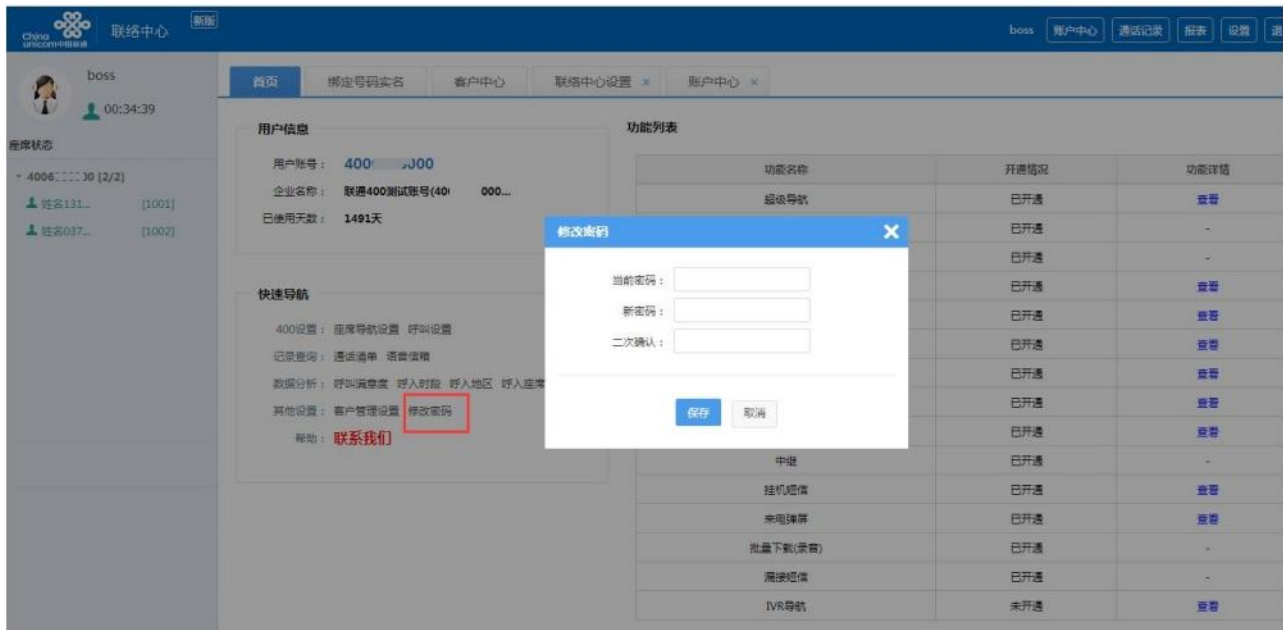 China
unicom中国联通
联络中心
新版
boss
账户中心
通话记录
报表
设置
boss
00:34:39
座席状态
4006 30 [2/2]
姓名131... [1001]
姓名037... [1002]
首页
绑定号码实名
客户中心
联络中心设置 ×
账户中心 ×
用户信息
用户账号： 400 000
企业名称： 联通400测试账号(40 000...
已使用天数： 1491天
快速导航
400设置： 座席导航设置 呼叫设置
记录查询： 通话清单 语音信箱
数据分析： 呼叫满意度 呼入时段 呼入地区 呼入座席
其他设置： 客户管理设置 修改密码
帮助： 联系我们
功能列表
功能名称 开通情况 功能详情
超级导航 已开通 查看
已开通 -
已开通 -
已开通 查看
已开通 查看
已开通 查看
已开通 查看
已开通 查看
已开通 查看
中继 已开通 -
挂机短信 已开通 查看
来电弹屏 已开通 查看
批量下载(录音) 已开通 -
漏接短信 已开通 -
IVR导航 未开通 查看
修改密码
当前密码：
新密码：
二次确认：
保存
取消